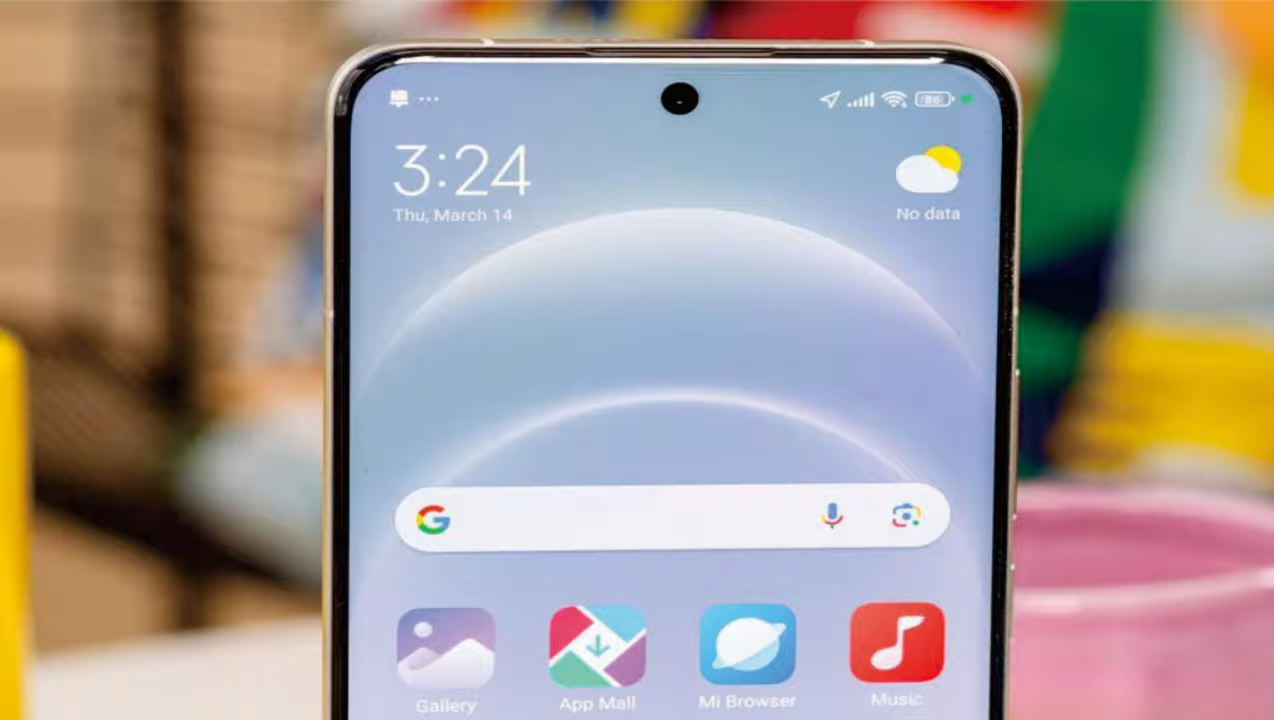 3:24
Thu, March 14
No data
Gallery
App Mall
Mi Browser
Music